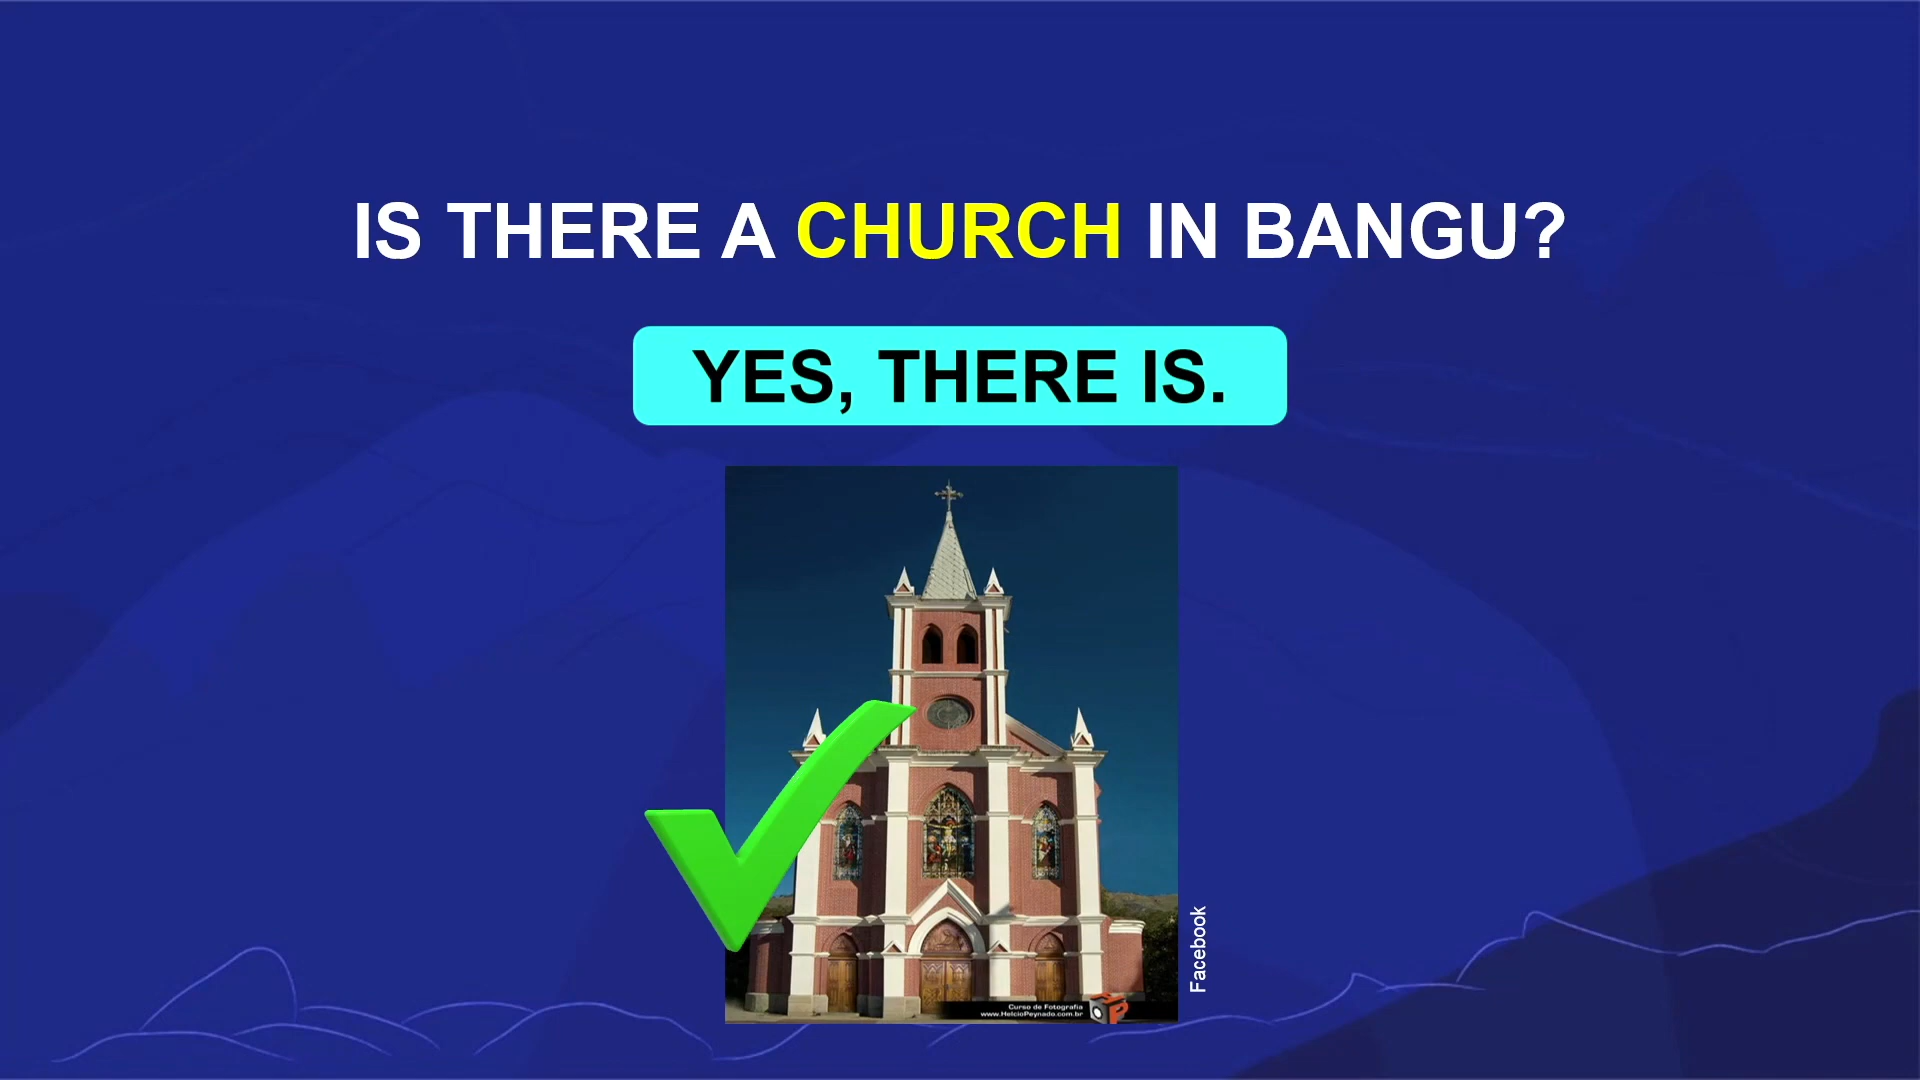 IS THERE A CHURCH IN BANGU?
YES, THERE IS.
Facebook
Curso de Fotografia
www.HelcioPeynado.com.br